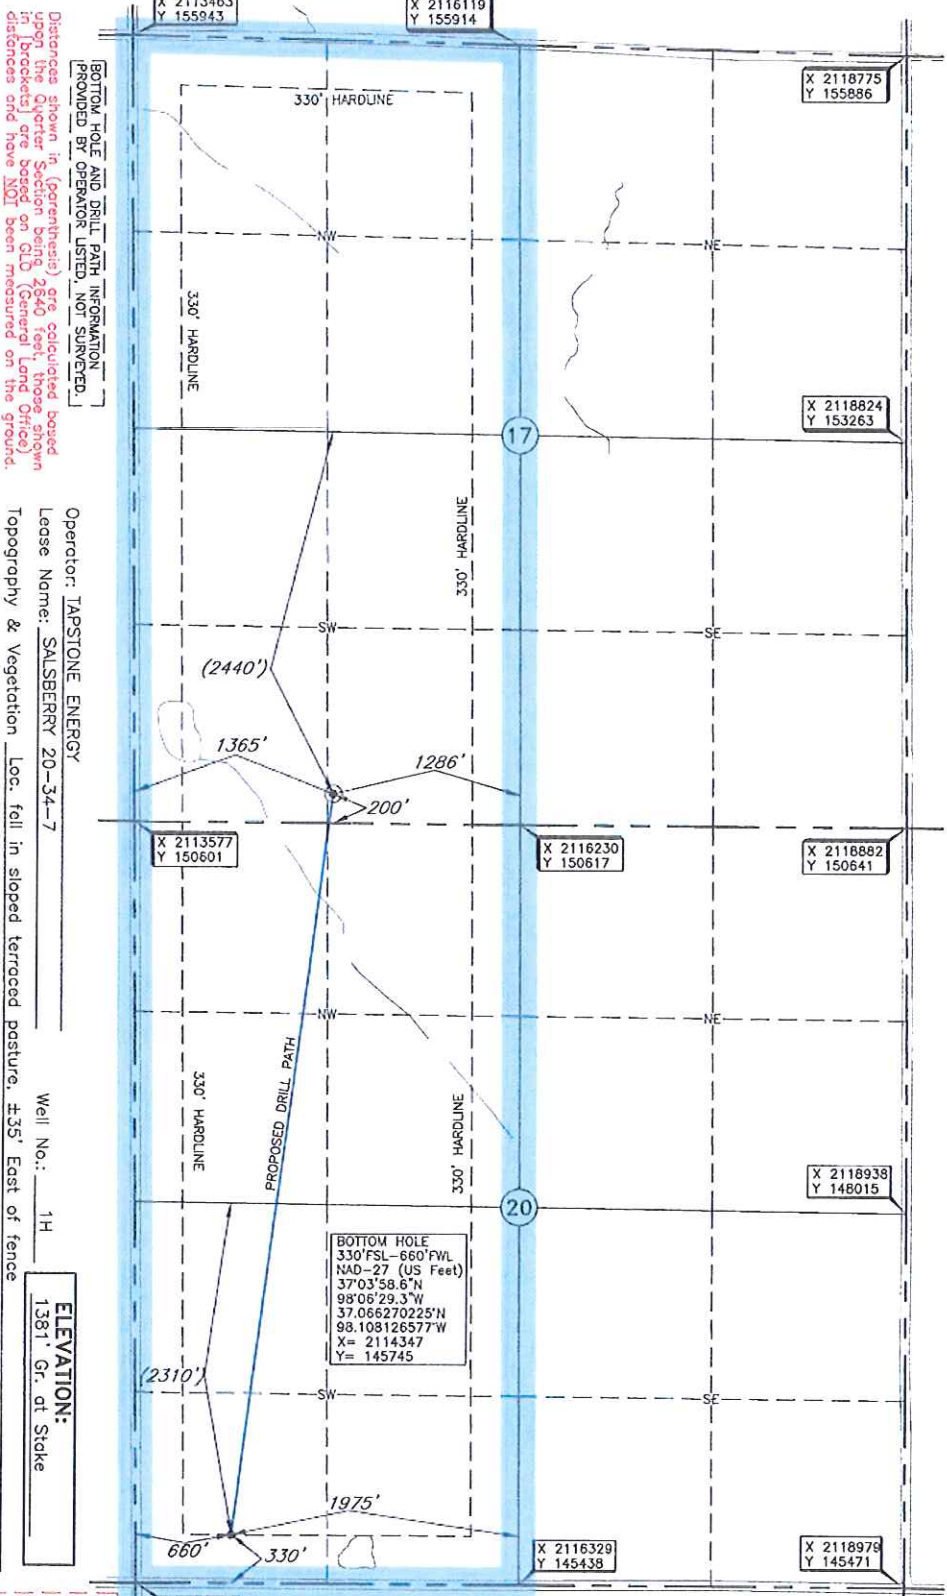 X 2113463
Y 155943
X 2116119
Y 155914
X 2118775
Y 155886
330' HARDLINE
BOTTOM HOLE AND DRILL PATH INFORMATION
PROVIDED BY OPERATOR LISTED, NOT SURVEYED.
NW
NE
330' HARDLINE
X 2118824
Y 153263
17
330' HARDLINE
SW
SE
(2440')
1365'
1286'
200'
X 2113577
Y 150601
X 2116230
Y 150617
X 2118882
Y 150641
NW
NE
PROPOSED DRILL PATH
330' HARDLINE
330' HARDLINE
X 2118938
Y 148015
20
BOTTOM HOLE
330'FSL-660'FWL
NAD-27 (US Feet)
37°03'58.6"N
98°06'29.3"W
37.066270225°N
98.108126577°W
X= 2114347
Y= 145745
(2310')
SW
SE
1975'
660'
330'
X 2116329
Y 145438
X 2118979
Y 145471
Distances shown in (parenthesis) are calculated based
upon the Quarter Section being 2640 feet, those shown
in [brackets] are based on GLO (General Land Office)
distances and have NOT been measured on the ground.
Operator: TAPSTONE ENERGY
Lease Name: SALSBERRY 20-34-7
Well No.: 1H
Topography & Vegetation Loc. fell in sloped terraced pasture, ±35' East of fence
ELEVATION:
1381' Gr. at Stake